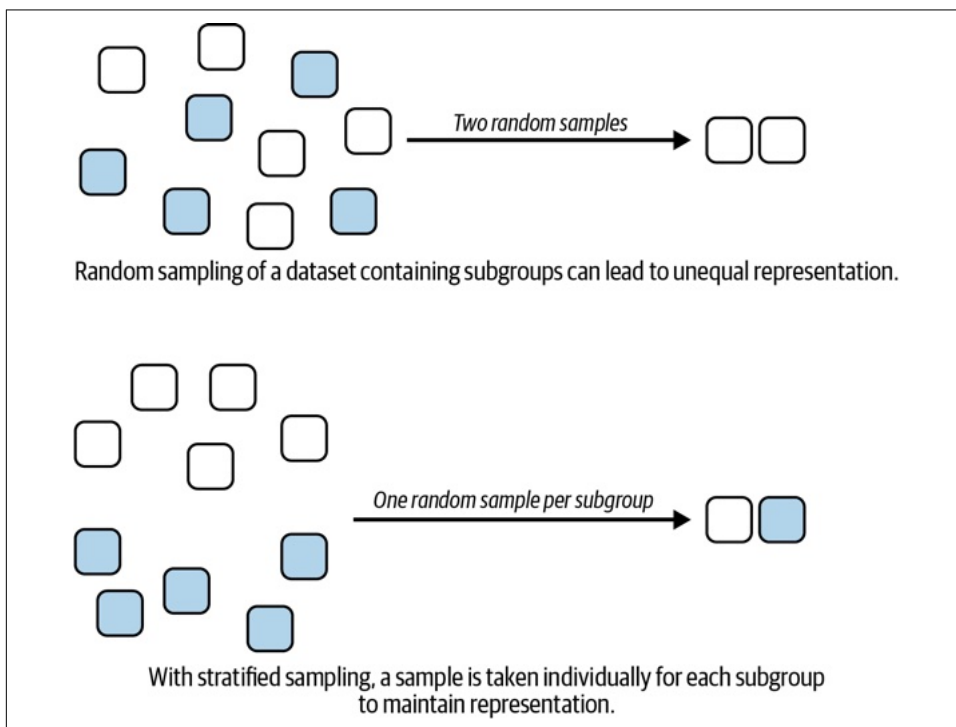 Two random samples
Random sampling of a dataset containing subgroups can lead to unequal representation.
One random sample per subgroup
With stratified sampling, a sample is taken individually for each subgroup
to maintain representation.